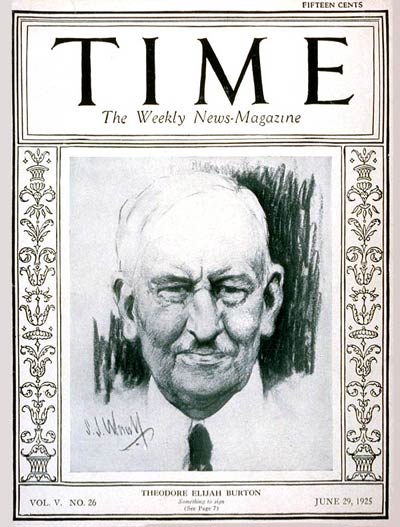 FIFTEEN CENTS
TIME
The Weekly News-Magazine
THEODORE ELIJAH BURTON
Something to sign
(See Page 7)
VOL. V. NO. 26
JUNE 29, 1925